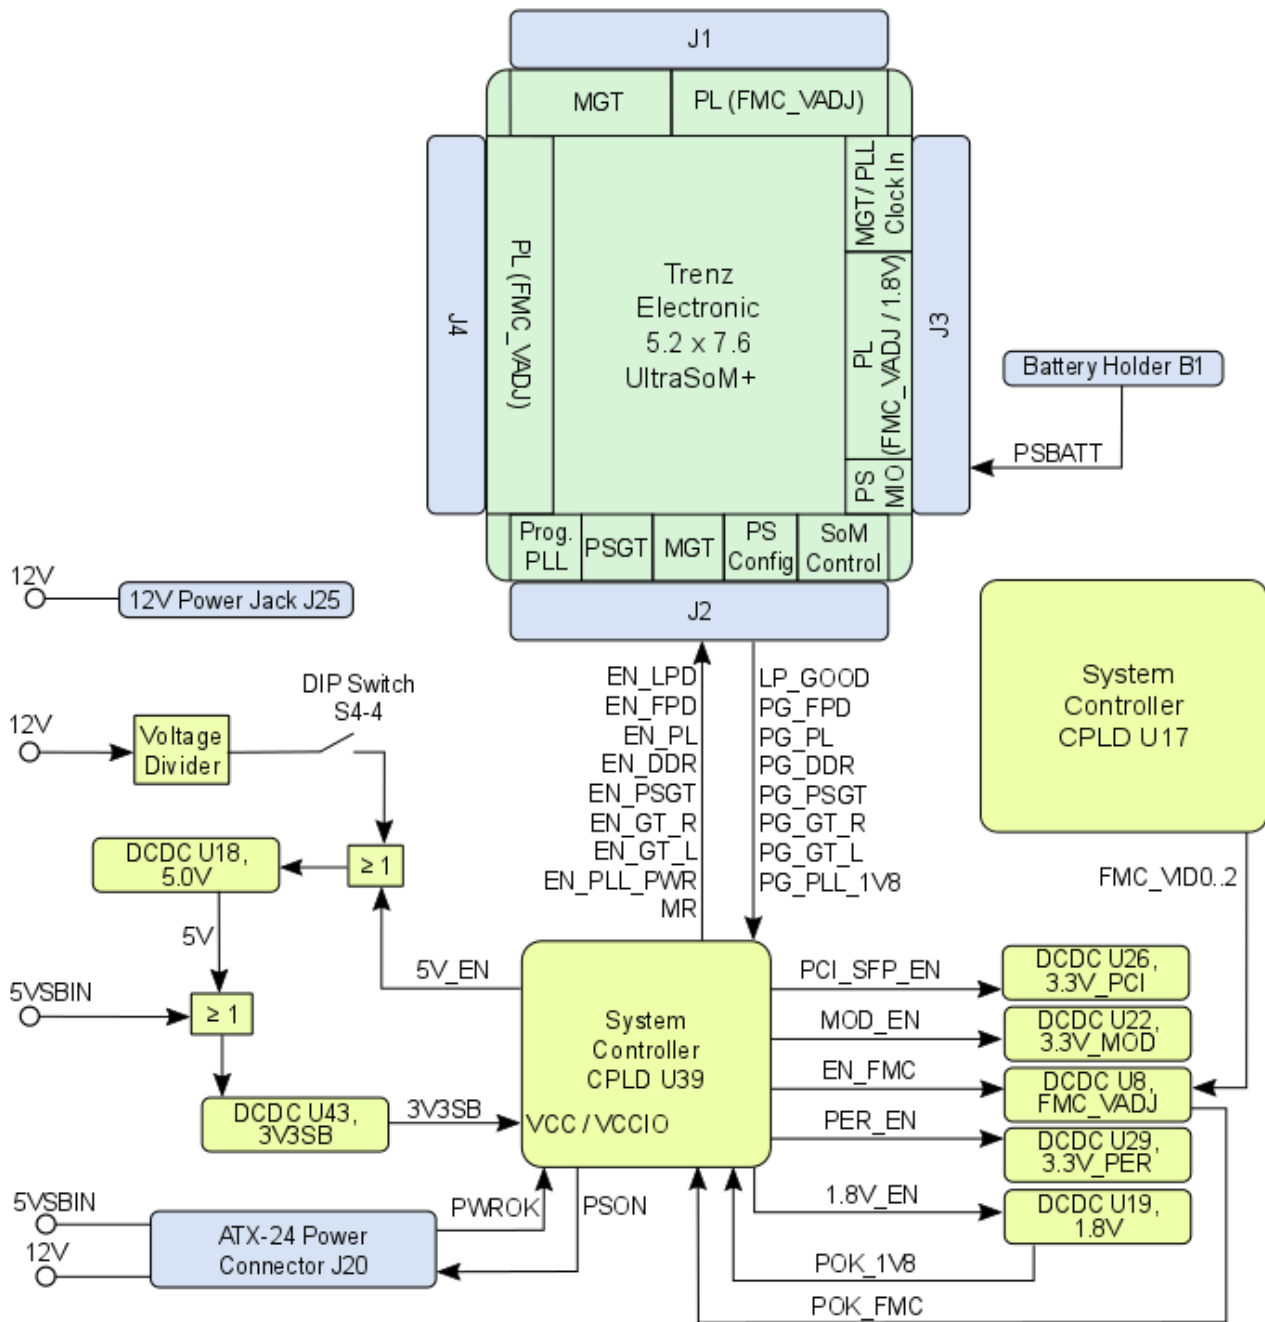 J1
MGT
PL (FMC_VADJ)
J4
PL (FMC_VADJ)
Trenz
Electronic
5.2 x 7.6
UltraSoM+
MGT / PLL
Clock In
PL
(FMC_VADJ / 1.8V)
PS
MIO
J3
Battery Holder B1
PSBATT
Prog.
PLL
PSGT
MGT
PS
Config
SoM
Control
J2
12V
12V Power Jack J25
System
Controller
CPLD U17
FMC_VID0..2
EN_LPD
EN_FPD
EN_PL
EN_DDR
EN_PSGT
EN_GT_R
EN_GT_L
EN_PLL_PWR
MR
LP_GOOD
PG_FPD
PG_PL
PG_DDR
PG_PSGT
PG_GT_R
PG_GT_L
PG_PLL_1V8
DIP Switch
S4-4
12V
Voltage
Divider
DCDC U18,
5.0V
≥ 1
5V
5V_EN
5VSBIN
≥ 1
DCDC U43,
3V3SB
3V3SB
System
Controller
CPLD U39
VCC / VCCIO
PCI_SFP_EN
DCDC U26,
3.3V_PCI
MOD_EN
DCDC U22,
3.3V_MOD
EN_FMC
DCDC U8,
FMC_VADJ
PER_EN
DCDC U29,
3.3V_PER
1.8V_EN
DCDC U19,
1.8V
POK_1V8
POK_FMC
5VSBIN
12V
ATX-24 Power
Connector J20
PWROK
PSON